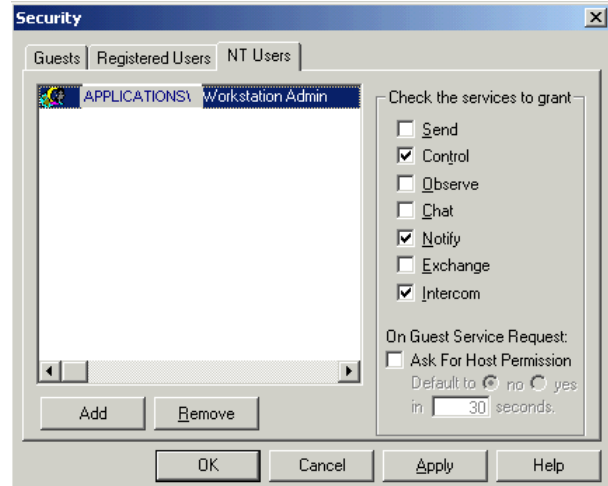 Security
Guests
Registered Users
NT Users
APPLICATIONS\ Workstation Admin
Check the services to grant
Send
Control
Observe
Chat
Notify
Exchange
Intercom
On Guest Service Request:
Ask For Host Permission
Default to no yes
in 30 seconds.
Add
Remove
OK
Cancel
Apply
Help